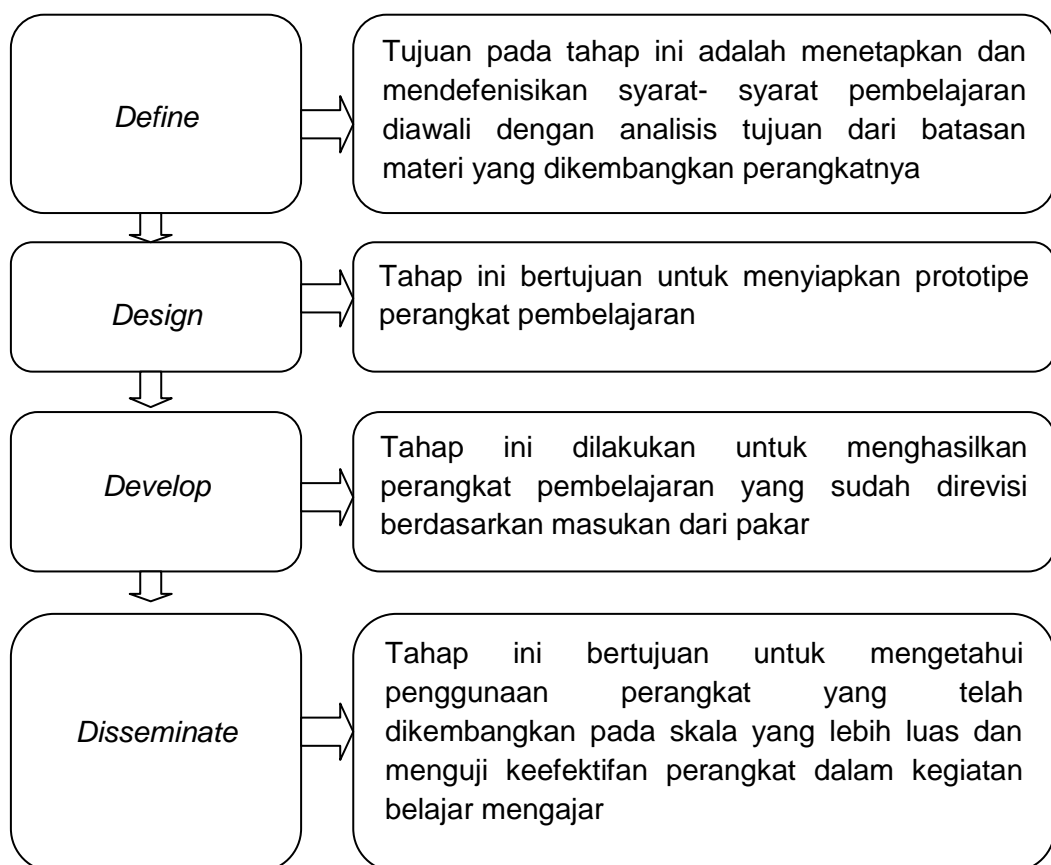 Define
Tujuan pada tahap ini adalah menetapkan dan
mendefenisikan syarat- syarat pembelajaran
diawali dengan analisis tujuan dari batasan
materi yang dikembangkan perangkatnya
Design
Tahap ini bertujuan untuk menyiapkan prototipe
perangkat pembelajaran
Develop
Tahap ini dilakukan untuk menghasilkan
perangkat pembelajaran yang sudah direvisi
berdasarkan masukan dari pakar
Disseminate
Tahap ini bertujuan untuk mengetahui
penggunaan perangkat yang telah
dikembangkan pada skala yang lebih luas dan
menguji keefektifan perangkat dalam kegiatan
belajar mengajar